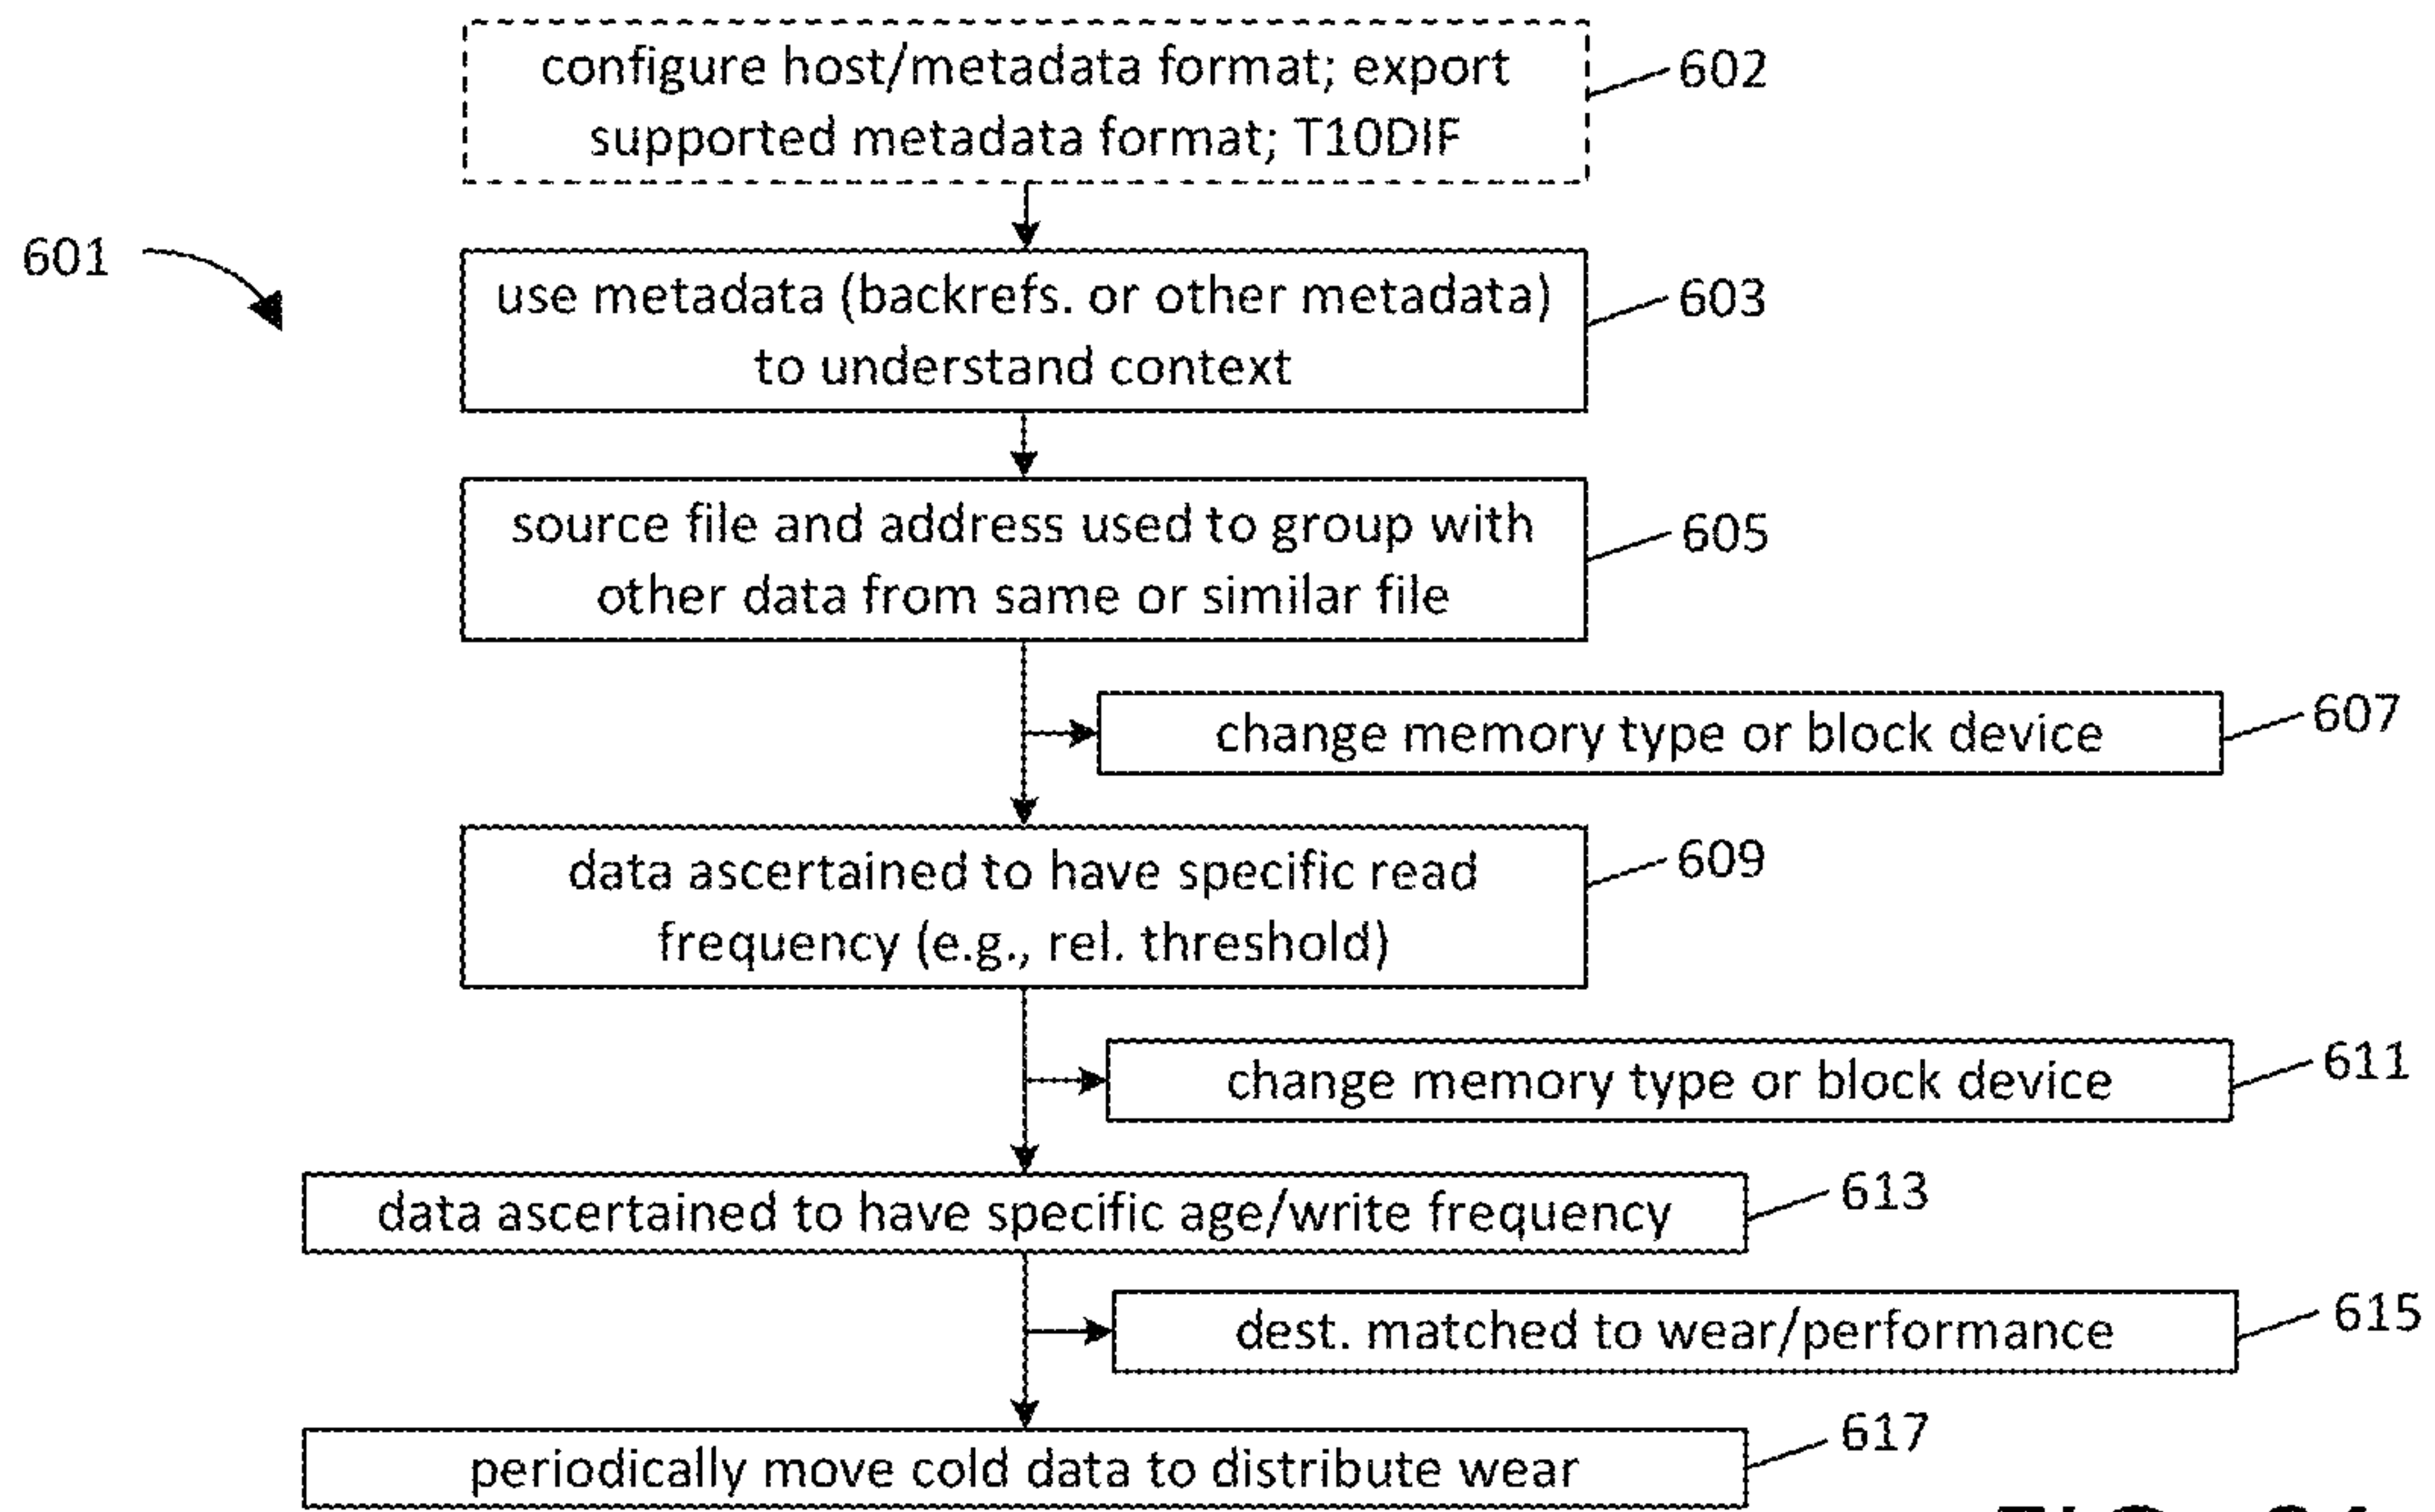 configure host/metadata format; export
supported metadata format; T10DIF
602
601
use metadata (backrefs. or other metadata)
to understand context
603
source file and address used to group with
other data from same or similar file
605
change memory type or block device
607
data ascertained to have specific read
frequency (e.g., rel. threshold)
609
change memory type or block device
611
data ascertained to have specific age/write frequency
613
dest. matched to wear/performance
615
periodically move cold data to distribute wear
617